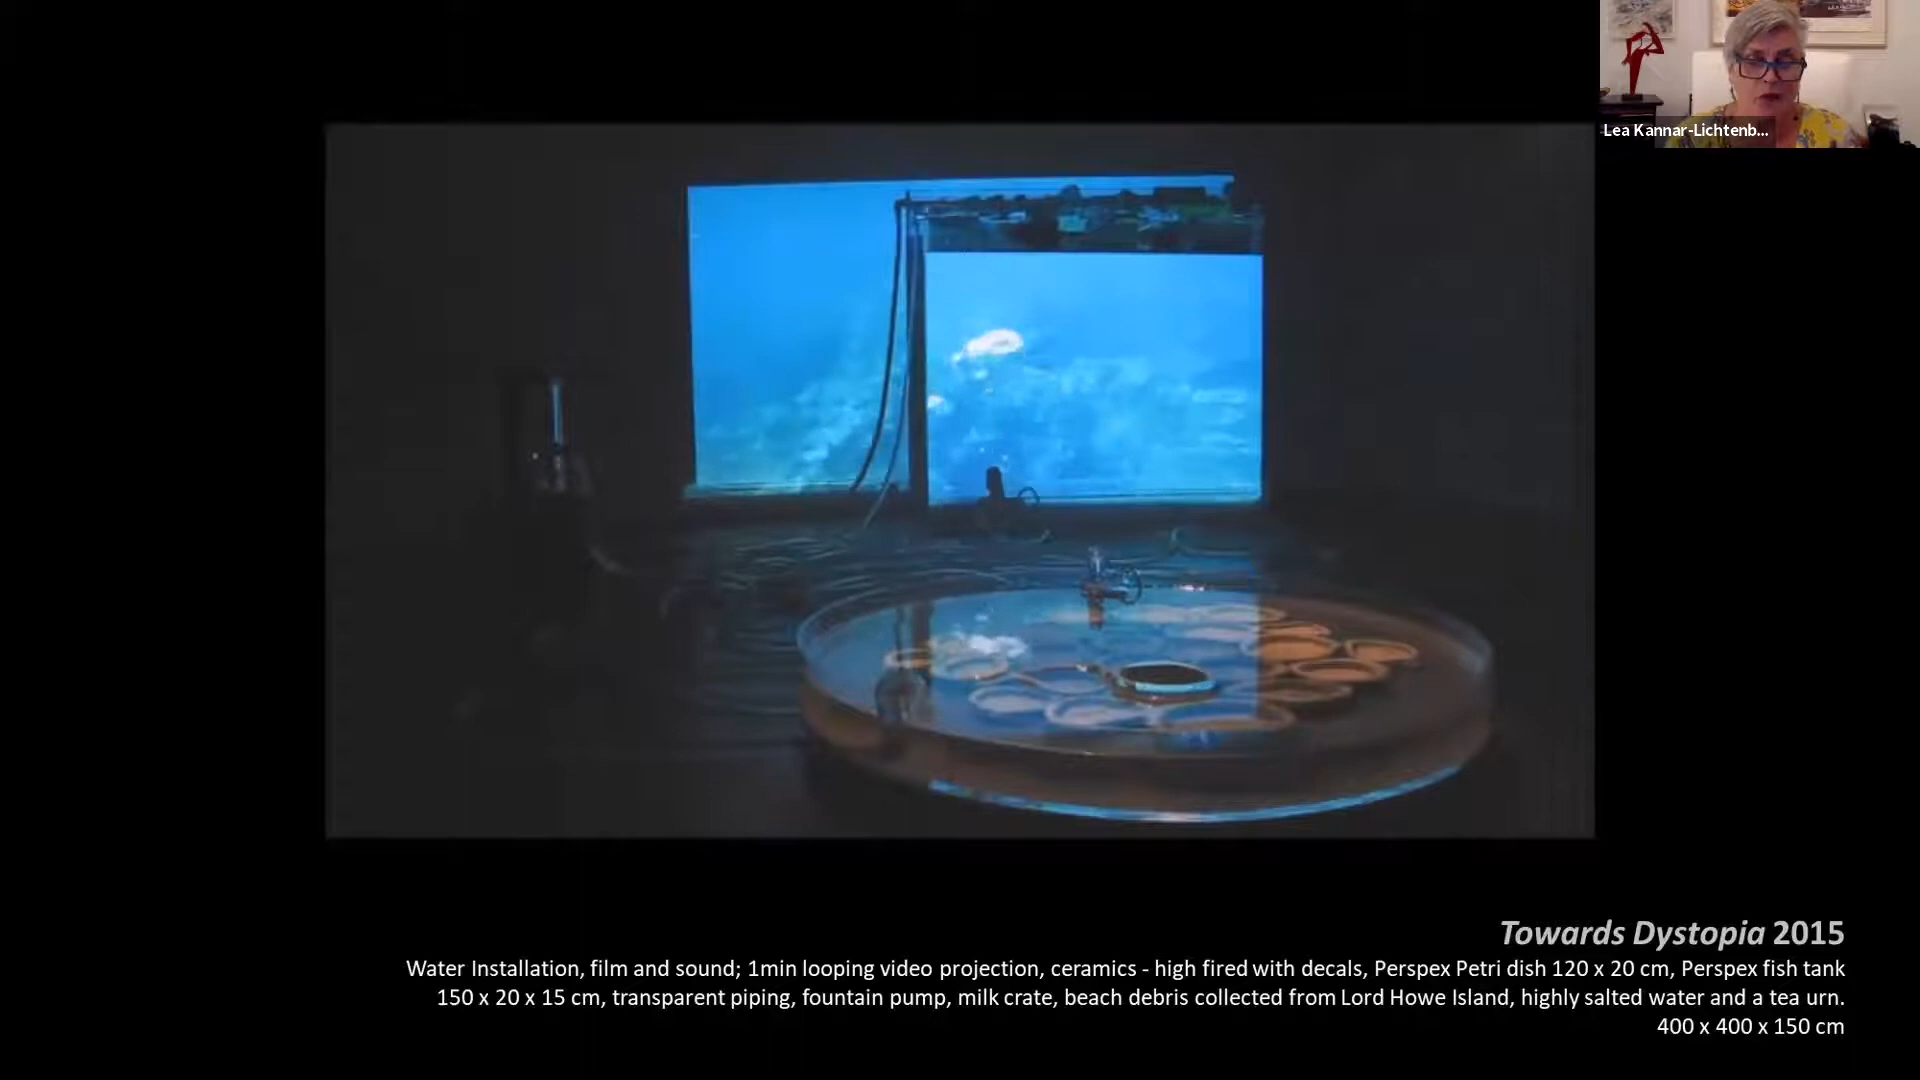 Lea Kannar-Lichtenb...
Towards Dystopia 2015
Water Installation, film and sound; 1min looping video projection, ceramics - high fired with decals, Perspex Petri dish 120 x 20 cm, Perspex fish tank
150 x 20 x 15 cm, transparent piping, fountain pump, milk crate, beach debris collected from Lord Howe Island, highly salted water and a tea urn.
400 x 400 x 150 cm